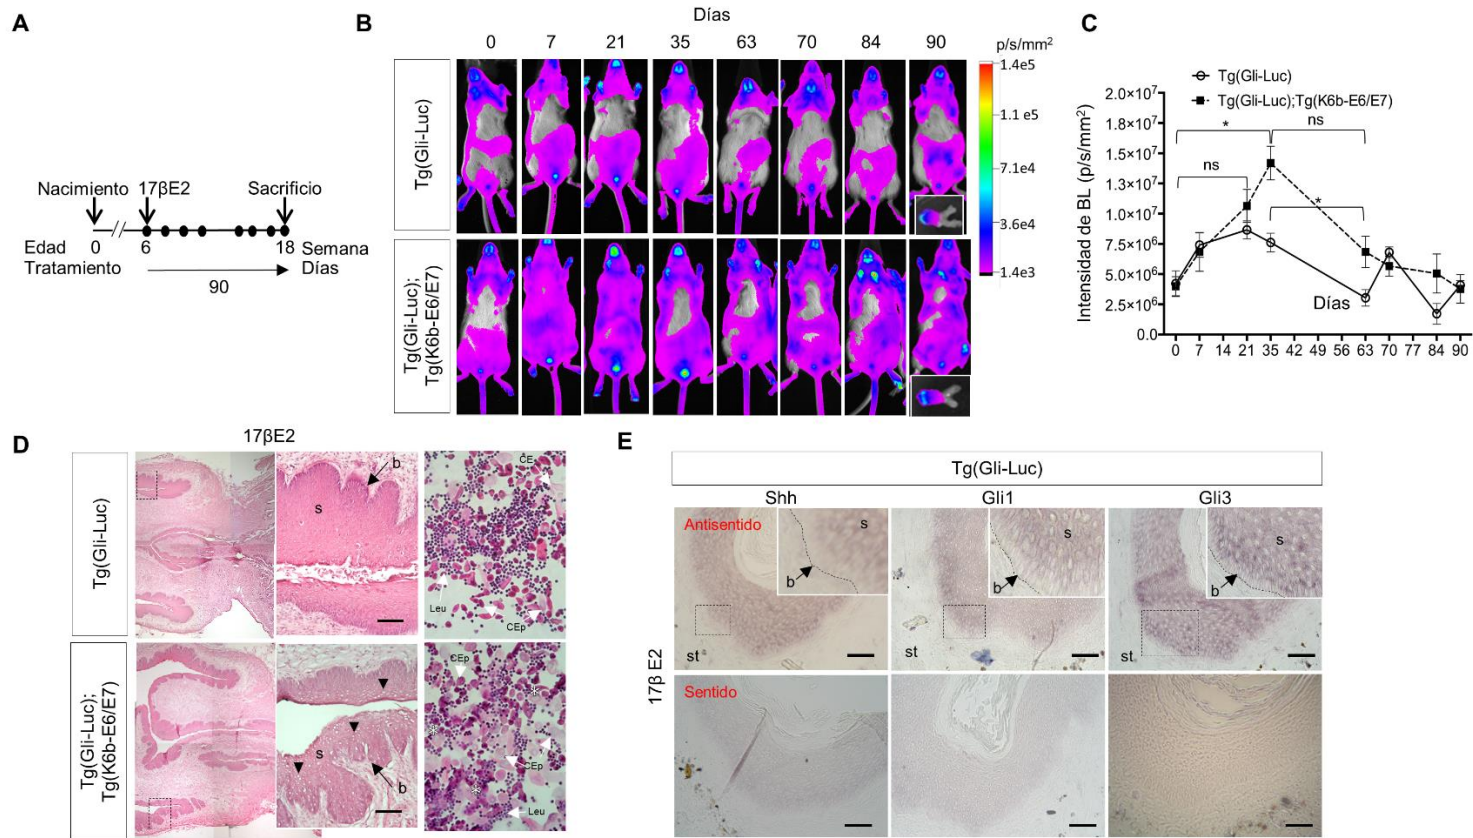 A
Nacimiento 17βE2 Sacrificio
Edad 0 6 18 Semana
Tratamiento Días
90
B
Días
0 7 21 35 63 70 84 90
p/s/mm²
1.4e5
1.1 e5
7.1e4
3.6e4
1.4e3
Tg(Gli-Luc)
Tg(Gli-Luc);
Tg(K6b-E6/E7)
C
Tg(Gli-Luc)
Tg(Gli-Luc);Tg(K6b-E6/E7)
Intensidad de BL (p/s/mm²)
2.0×10⁷
1.8×10⁷
1.5×10⁷
1.3×10⁷
1.0×10⁷
7.5×10⁶
5.0×10⁶
2.5×10⁶
0.0
* ns
ns
*
Días
0 7 14 21 35 42 49 56 63 70 77 84 90
D
17βE2
Tg(Gli-Luc)
b
s
CE
Leu
CEp
Tg(Gli-Luc);
Tg(K6b-E6/E7)
s
b
CEp
*
*
CEp
*
Leu
E
Tg(Gli-Luc)
Shh Gli1 Gli3
17β E2
Antisentido
s s s
b b b
st st st
Sentido